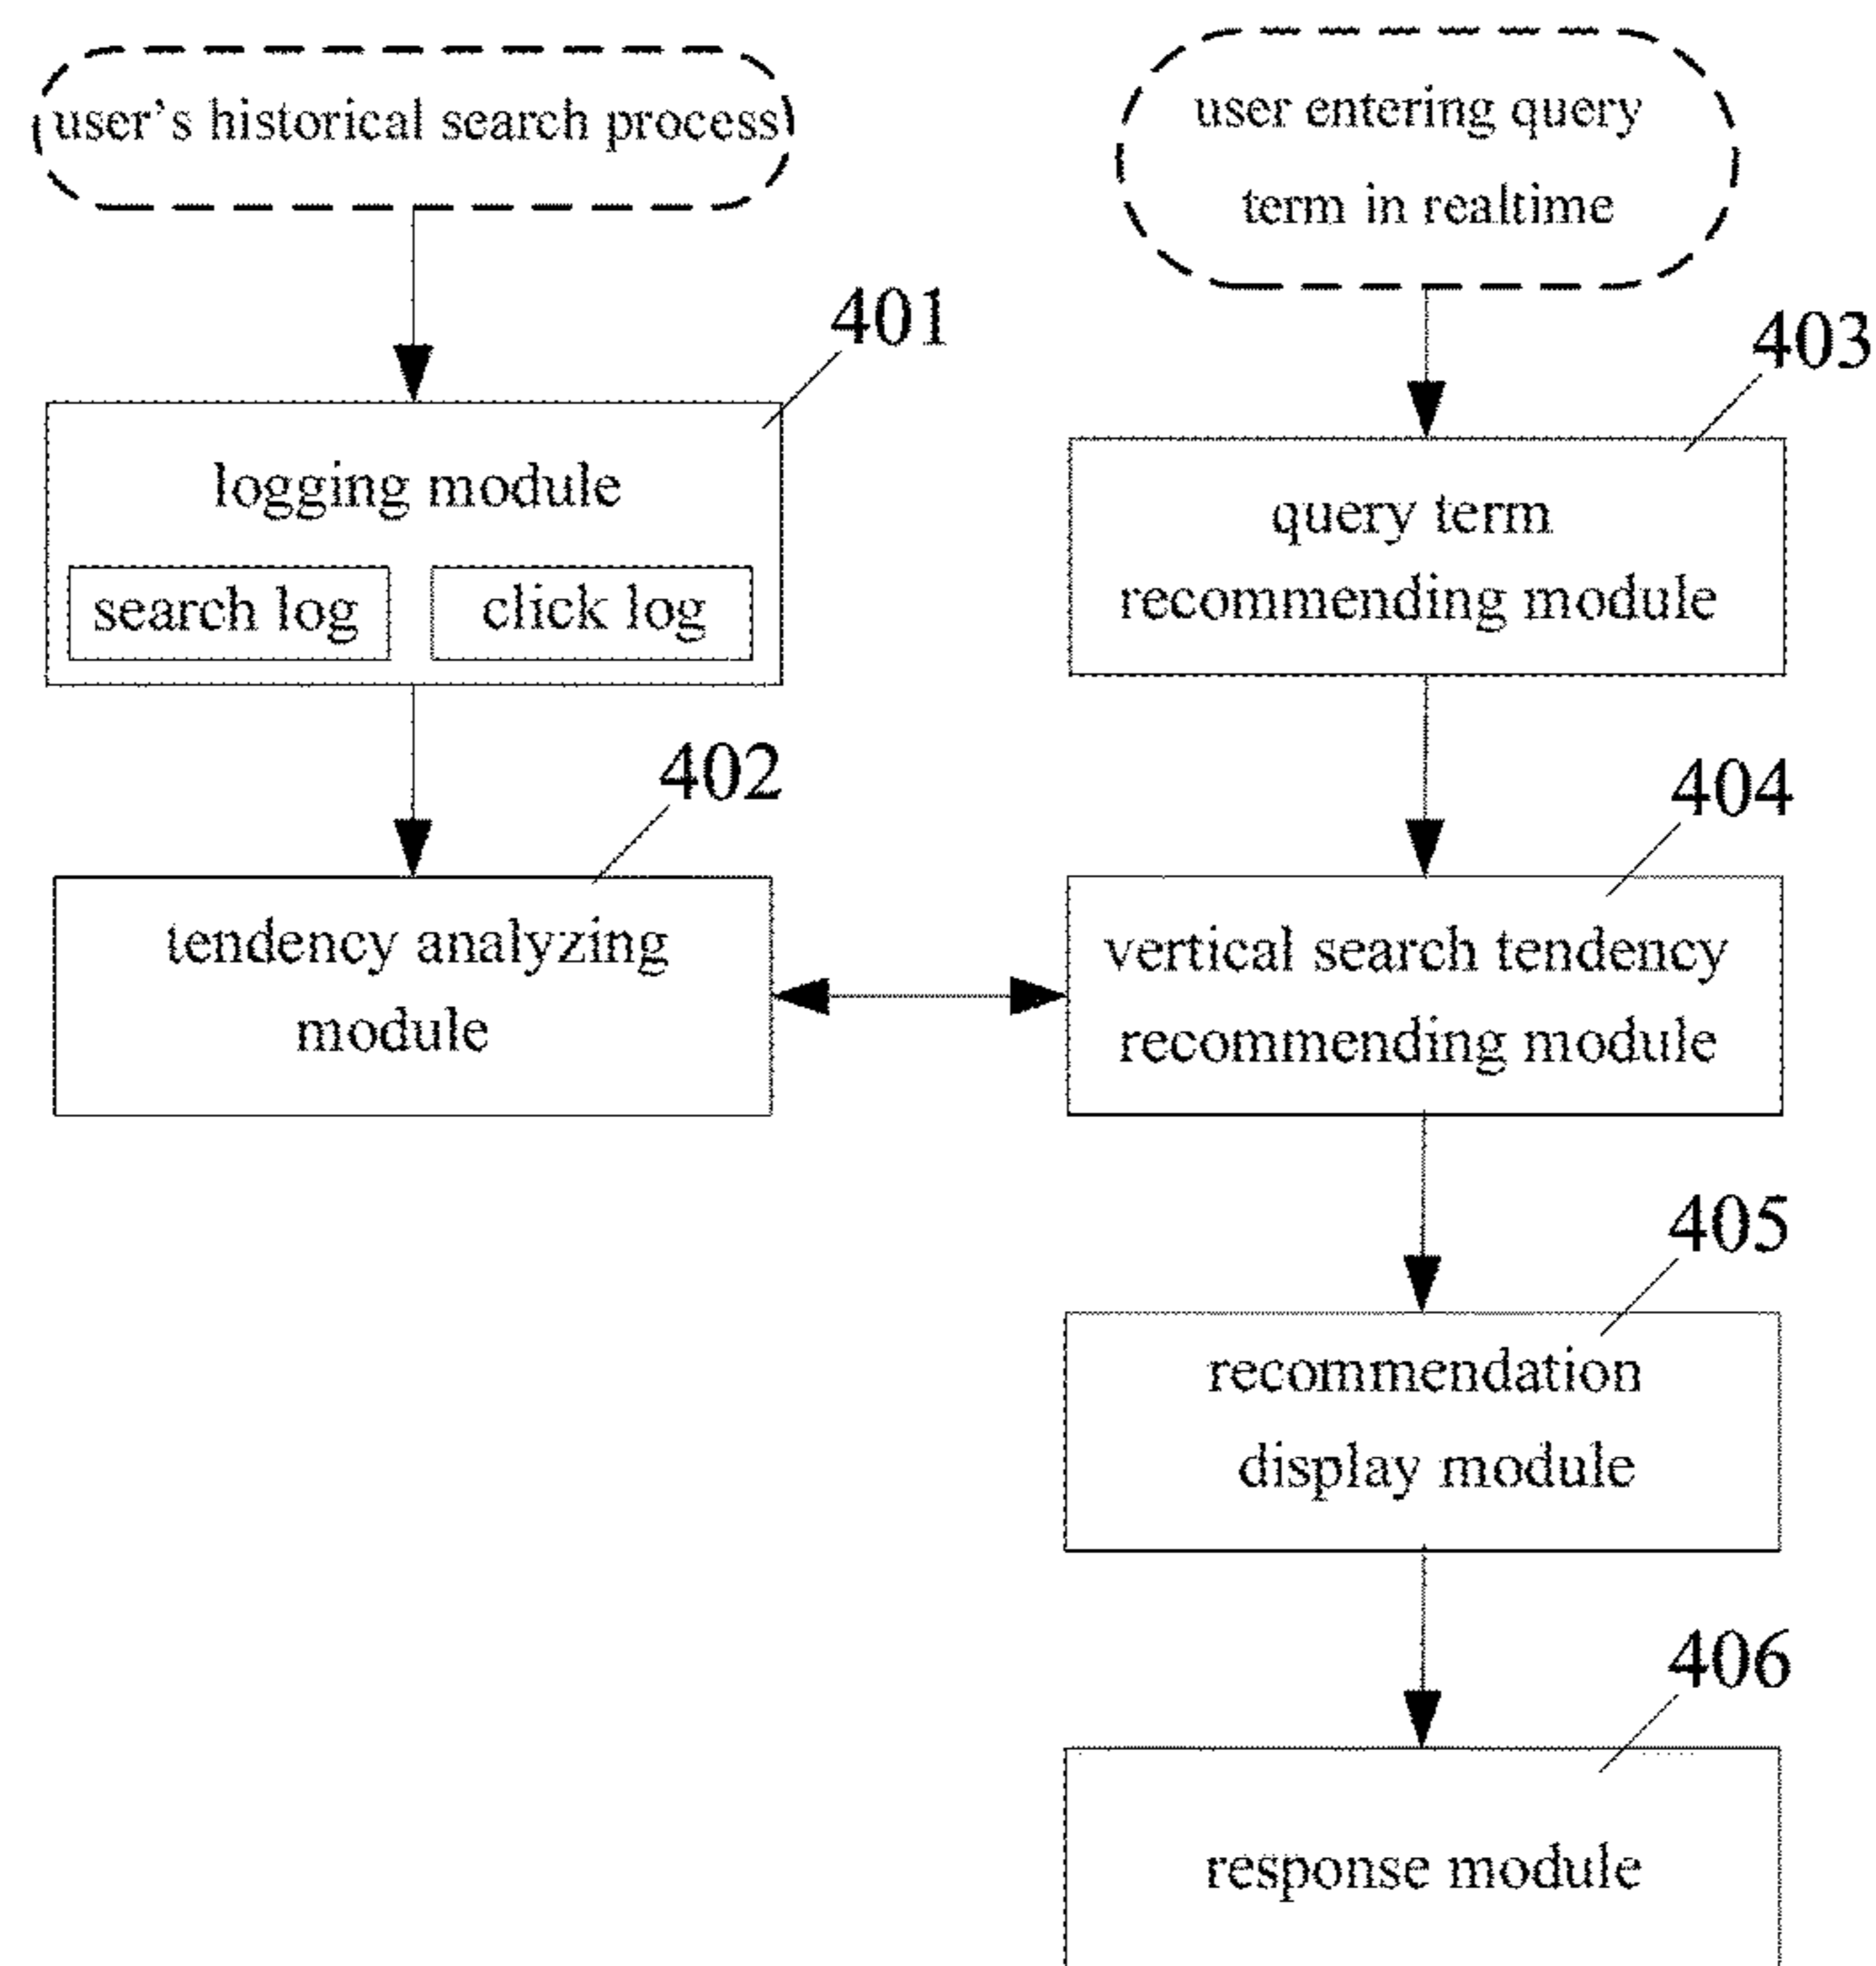 user's historical search process
401
logging module
search log
click log
402
tendency analyzing
module
user entering query
term in realtime
403
query term
recommending module
404
vertical search tendency
recommending module
405
recommendation
display module
406
response module